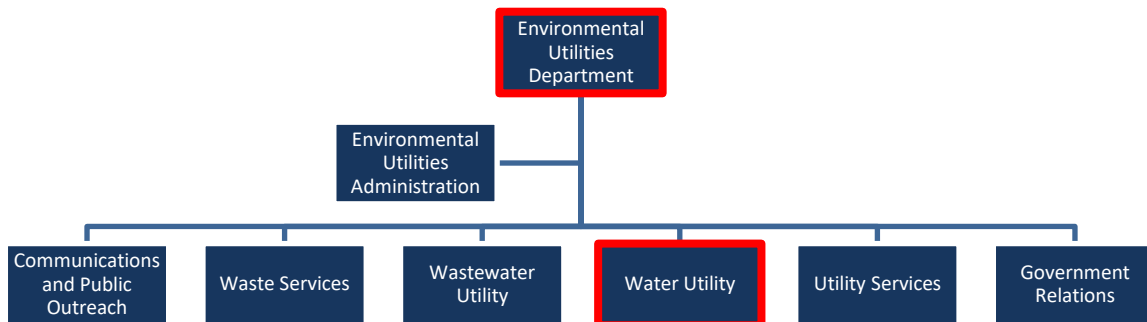 Environmental
Utilities
Department
Environmental
Utilities
Administration
Communications
and Public
Outreach
Waste Services
Wastewater
Utility
Water Utility
Utility Services
Government
Relations